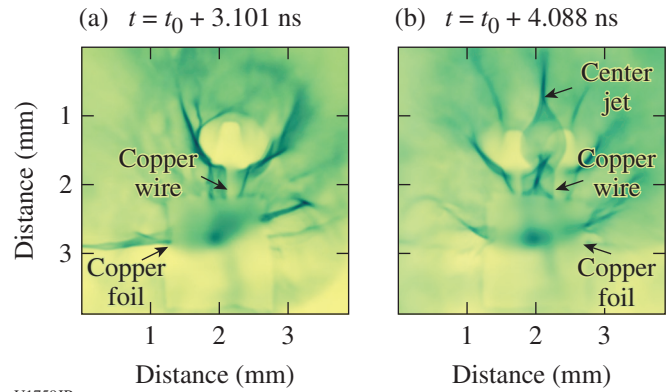 (a) t = t0 + 3.101 ns
(b) t = t0 + 4.088 ns
Distance (mm)
1
2
3
Copper
wire
Copper
foil
1 2 3
Distance (mm)
Center
jet
Copper
wire
Copper
foil
1 2 3
Distance (mm)